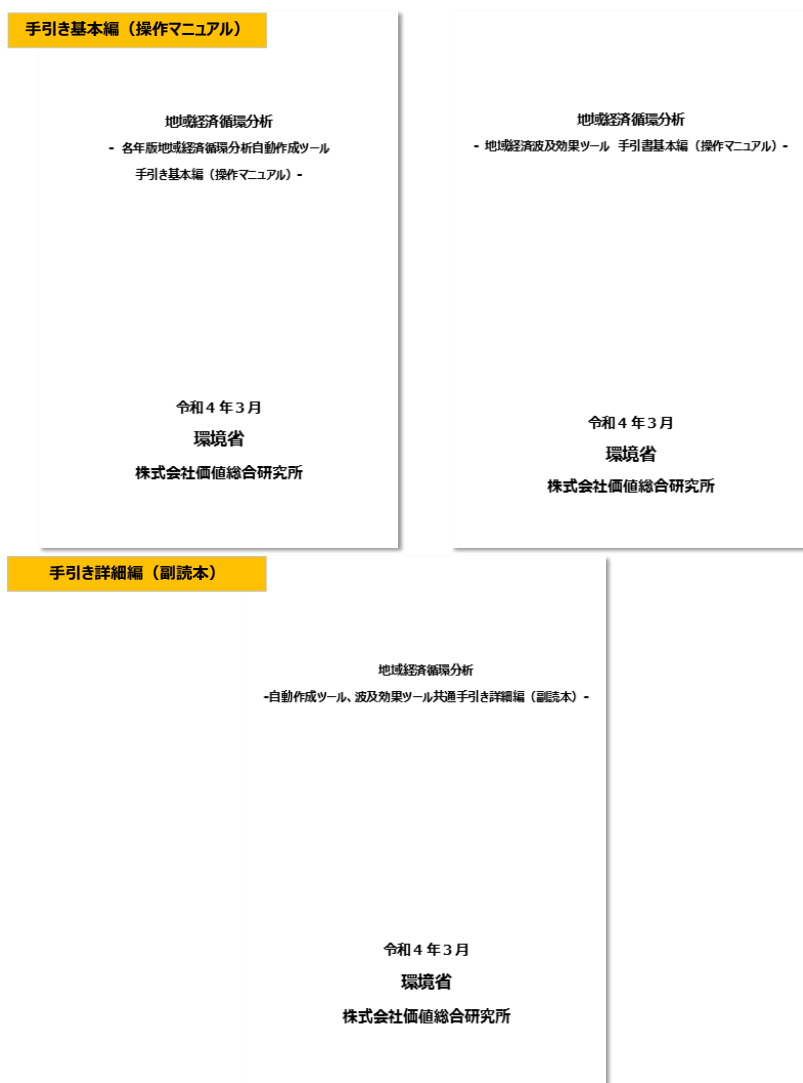 手引き基本編（操作マニュアル）
地域経済循環分析
- 各年版地域経済循環分析自動作成ツール
手引き基本編（操作マニュアル）-
令和４年３月
環境省
株式会社価値総合研究所
地域経済循環分析
- 地域経済波及効果ツール 手引書基本編（操作マニュアル）-
令和４年３月
環境省
株式会社価値総合研究所
手引き詳細編（副読本）
地域経済循環分析
-自動作成ツール、波及効果ツール共通手引き詳細編（副読本）-
令和４年３月
環境省
株式会社価値総合研究所